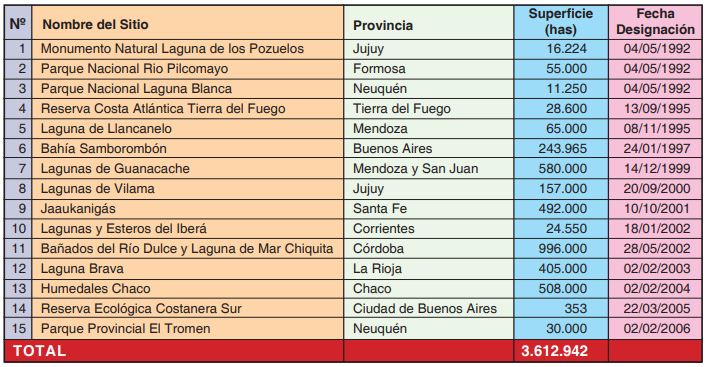 Nº Nombre del Sitio Provincia Superficie (has) Fecha Designación
1 Monumento Natural Laguna de los Pozuelos Jujuy 16.224 04/05/1992
2 Parque Nacional Rio Pilcomayo Formosa 55.000 04/05/1992
3 Parque Nacional Laguna Blanca Neuquén 11.250 04/05/1992
4 Reserva Costa Atlántica Tierra del Fuego Tierra del Fuego 28.600 13/09/1995
5 Laguna de Llancanelo Mendoza 65.000 08/11/1995
6 Bahía Samborombón Buenos Aires 243.965 24/01/1997
7 Lagunas de Guanacache Mendoza y San Juan 580.000 14/12/1999
8 Lagunas de Vilama Jujuy 157.000 20/09/2000
9 Jaaukanigás Santa Fe 492.000 10/10/2001
10 Lagunas y Esteros del Iberá Corrientes 24.550 18/01/2002
11 Bañados del Río Dulce y Laguna de Mar Chiquita Córdoba 996.000 28/05/2002
12 Laguna Brava La Rioja 405.000 02/02/2003
13 Humedales Chaco Chaco 508.000 02/02/2004
14 Reserva Ecológica Costanera Sur Ciudad de Buenos Aires 353 22/03/2005
15 Parque Provincial El Tromen Neuquén 30.000 02/02/2006
TOTAL 3.612.942